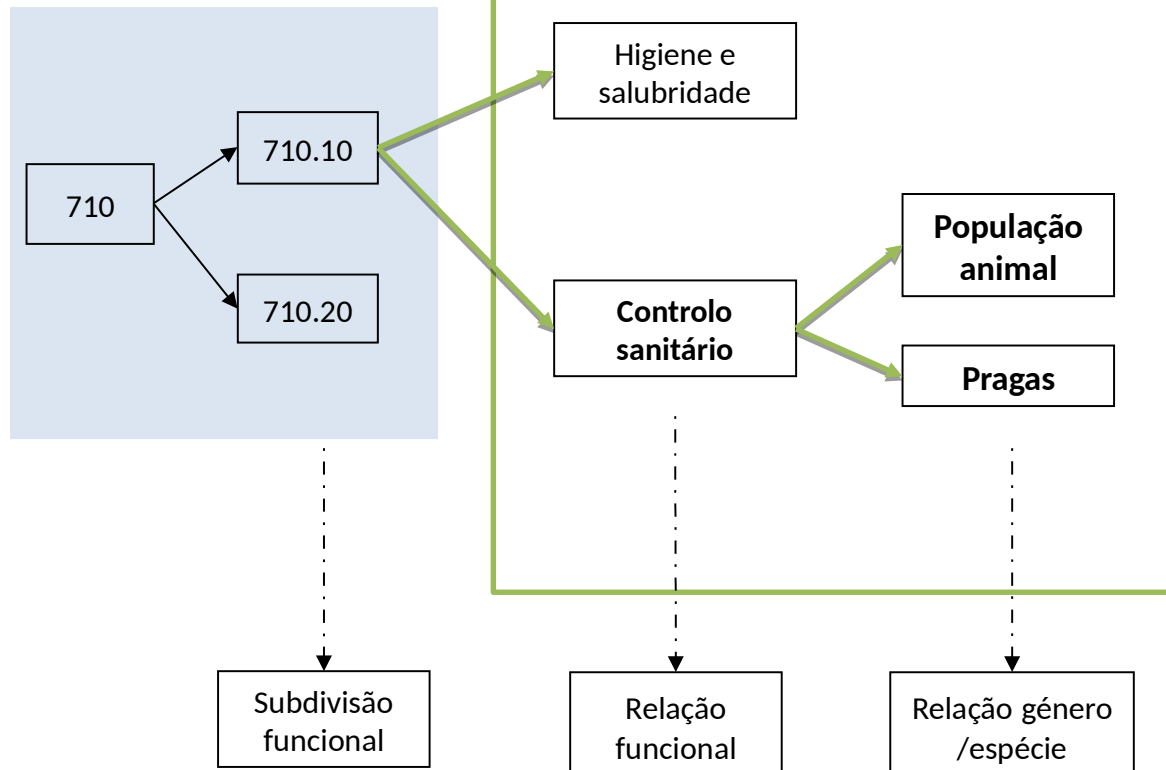 Higiene e
salubridade
710.10
710
710.20
População
animal
Controlo
sanitário
Pragas
Subdivisão
funcional
Relação
funcional
Relação género
/espécie